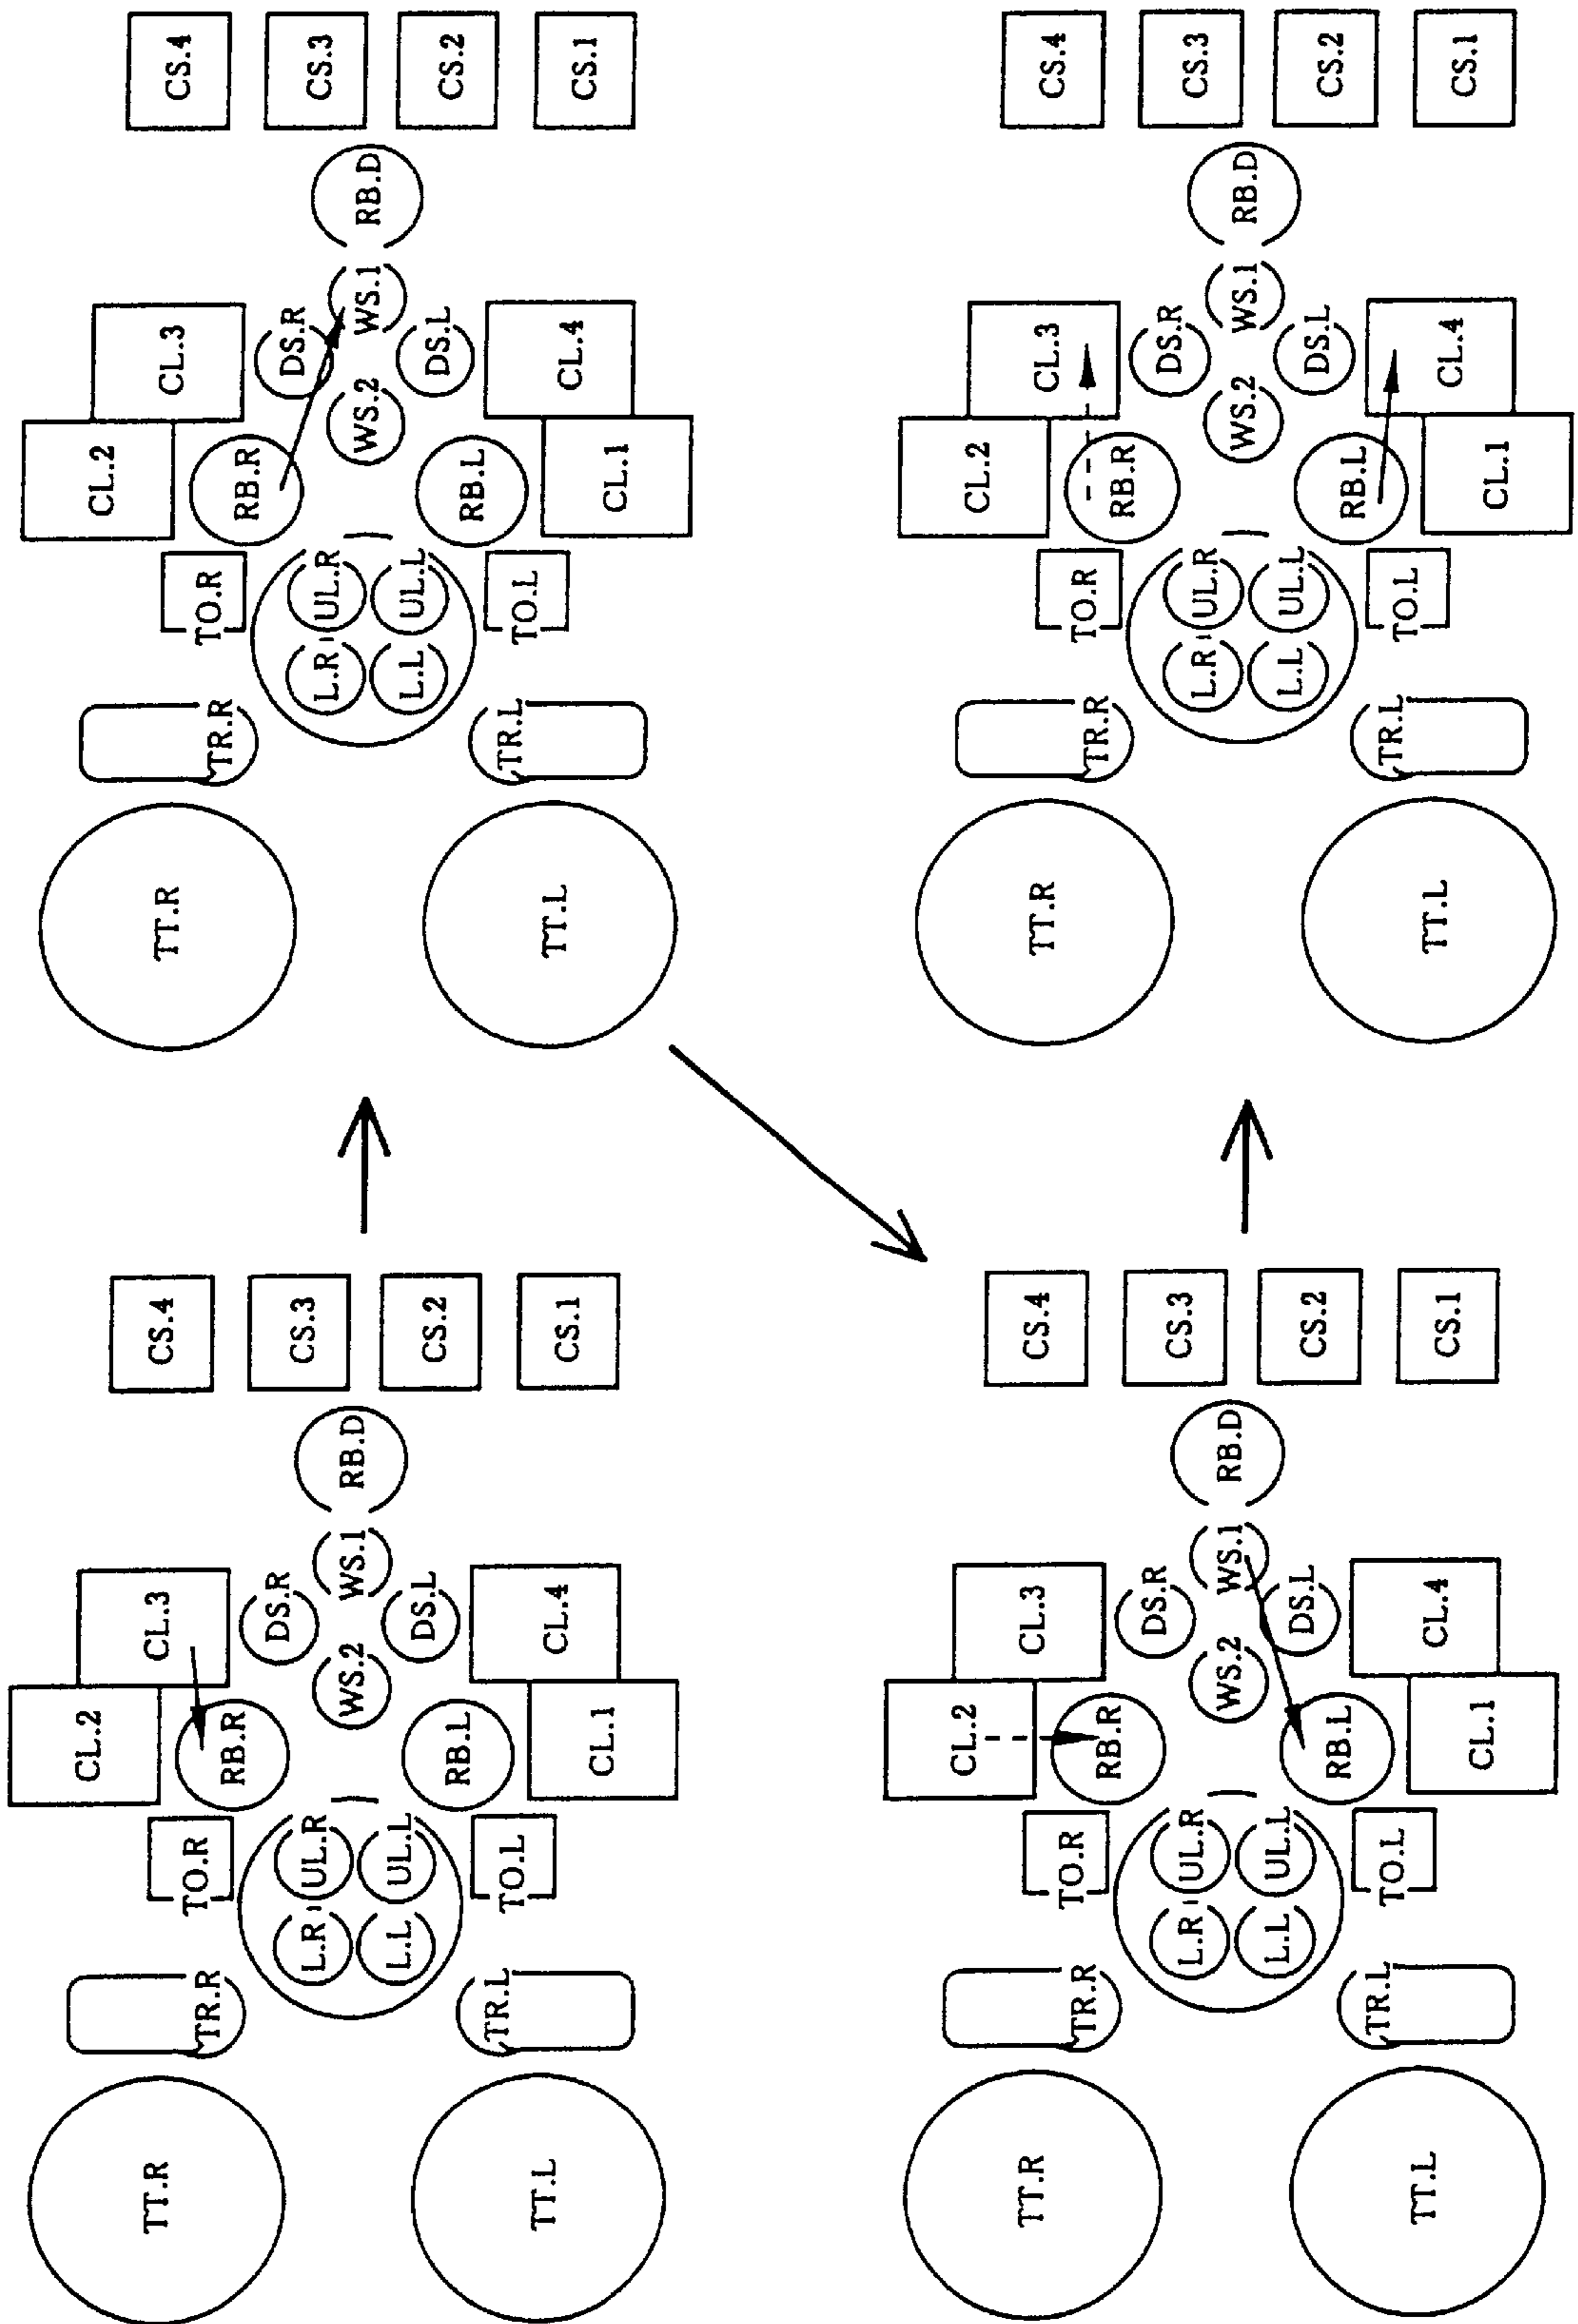 TT.R
TR.R
TO.R
CL.2
CL.3
CS.4
RB.R
DS.R
CS.3
L.R
UL.R
WS.2
WS.1
RB.D
L.L
UL.L
DS.L
CS.2
RB.L
TT.L
TR.L
TO.L
CL.1
CL.4
CS.1
TT.R
TR.R
TO.R
CL.2
CL.3
CS.4
RB.R
DS.R
CS.3
L.R
UL.R
WS.2
WS.1
RB.D
L.L
UL.L
DS.L
CS.2
RB.L
TT.L
TR.L
TO.L
CL.1
CL.4
CS.1
TT.R
TR.R
TO.R
CL.2
CL.3
CS.4
RB.R
DS.R
CS.3
L.R
UL.R
WS.2
WS.1
RB.D
L.L
UL.L
DS.L
CS.2
RB.L
TT.L
TR.L
TO.L
CL.1
CL.4
CS.1
TT.R
TR.R
TO.R
CL.2
CL.3
CS.4
RB.R
DS.R
CS.3
L.R
UL.R
WS.2
WS.1
RB.D
L.L
UL.L
DS.L
CS.2
RB.L
TT.L
TR.L
TO.L
CL.1
CL.4
CS.1